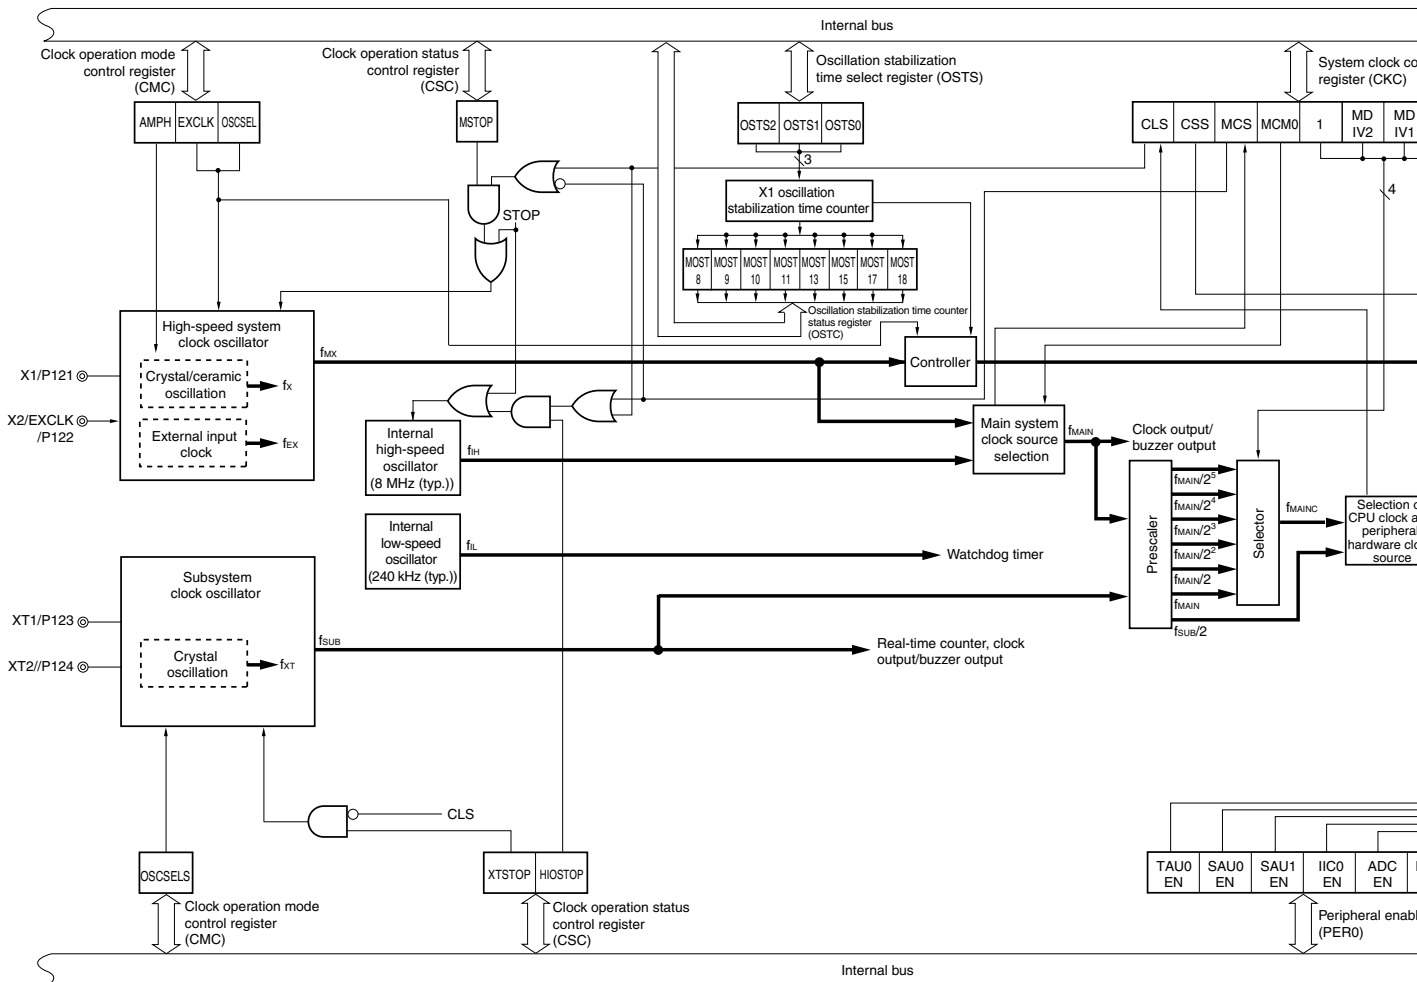 Internal bus
Clock operation mode
control register
(CMC)
Clock operation status
control register
(CSC)
Oscillation stabilization
time select register (OSTS)
System clock co
register (CKC)
AMPH EXCLK OSCSEL
MSTOP
OSTS2 OSTS1 OSTS0
CLS CSS MCS MCM0 1 MD
IV2 MD
IV1
3
4
X1 oscillation
stabilization time counter
STOP
MOST
8
MOST
9
MOST
10
MOST
11
MOST
13
MOST
15
MOST
17
MOST
18
Oscillation stabilization time counter
status register
(OSTC)
High-speed system
clock oscillator
fMX
Controller
X1/P121
Crystal/ceramic
oscillation
fX
X2/EXCLK
/P122
External input
clock
fEX
Internal
high-speed
oscillator
(8 MHz (typ.))
fIH
Main system
clock source
selection
fMAIN
Clock output/
buzzer output
Prescaler
fMAIN/2⁵
fMAIN/2⁴
fMAIN/2³
fMAIN/2²
fMAIN/2
fMAIN
fSUB/2
Selector
fMAINC
Selection o
CPU clock a
peripheral
hardware clo
source
Internal
low-speed
oscillator
(240 kHz (typ.))
fIL
Watchdog timer
Subsystem
clock oscillator
XT1/P123
XT2//P124
Crystal
oscillation
fXT
fSUB
Real-time counter, clock
output/buzzer output
CLS
OSCSELS
XTSTOP HIOSTOP
TAU0
EN
SAU0
EN
SAU1
EN
IIC0
EN
ADC
EN
Clock operation mode
control register
(CMC)
Clock operation status
control register
(CSC)
Peripheral enabl
(PER0)
Internal bus